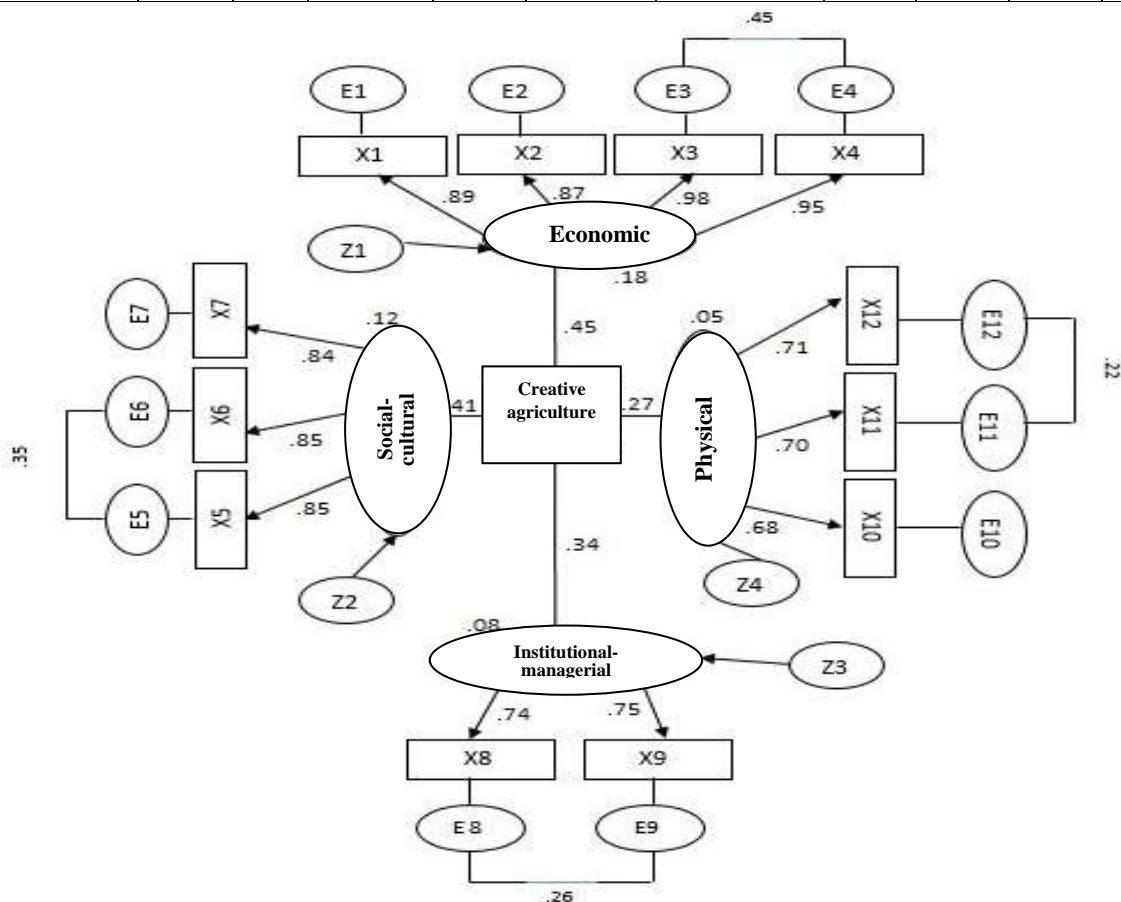 .45
E1
E2
E3
E4
X1
X2
X3
X4
.89
.87
.98
.95
Economic
Z1
.18
E7
X7
.12
.84
.45
.05
.71
X12
E12
E6
X6
.85
Social-
cultural
41
Creative
agriculture
.27
Physical
.70
X11
E11
.22
.35
E5
X5
.85
.68
X10
E10
.34
Z2
Z4
.08
Institutional-
managerial
Z3
.74
.75
X8
X9
E8
E9
.26